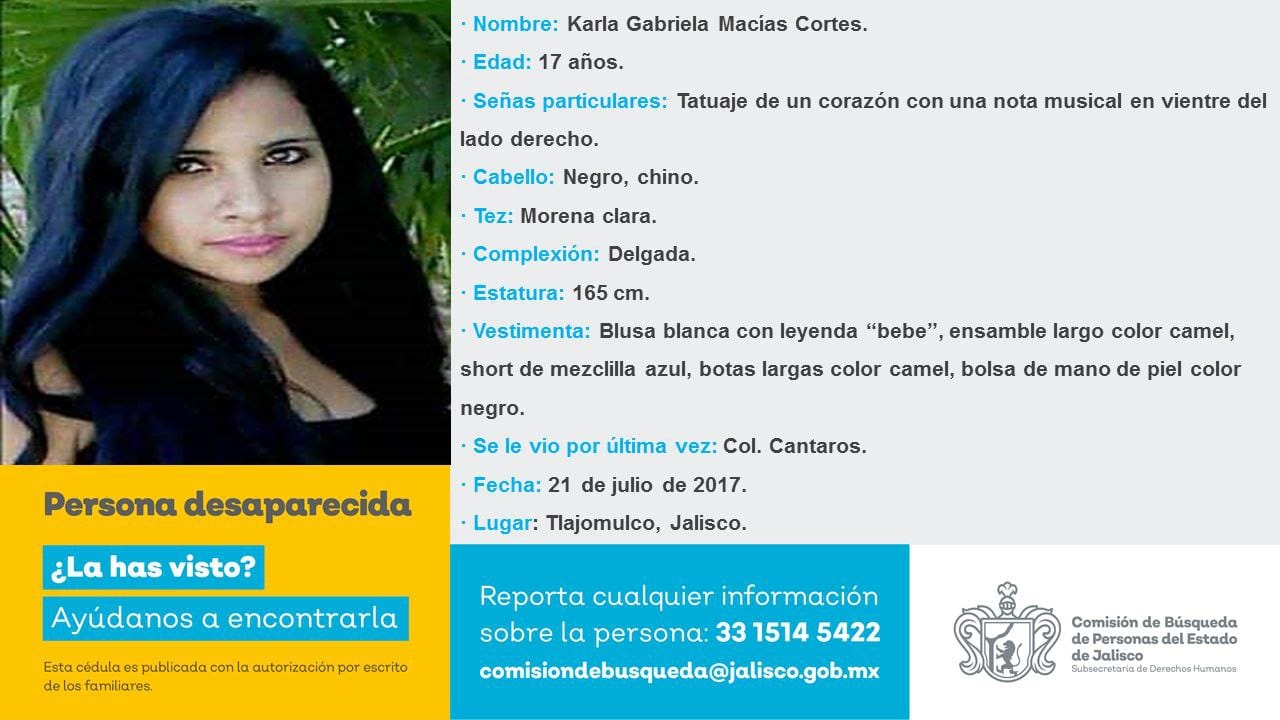 · Nombre: Karla Gabriela Macías Cortes.
· Edad: 17 años.
· Señas particulares: Tatuaje de un corazón con una nota musical en vientre del
lado derecho.
· Cabello: Negro, chino.
· Tez: Morena clara.
· Complexión: Delgada.
· Estatura: 165 cm.
· Vestimenta: Blusa blanca con leyenda “bebe”, ensamble largo color camel,
short de mezclilla azul, botas largas color camel, bolsa de mano de piel color
negro.
· Se le vio por última vez: Col. Cantaros.
· Fecha: 21 de julio de 2017.
· Lugar: Tlajomulco, Jalisco.
Persona desaparecida
¿La has visto?
Ayúdanos a encontrarla
Esta cédula es publicada con la autorización por escrito
de los familiares.
Reporta cualquier información
sobre la persona: 33 1514 5422
comisiondebusqueda@jalisco.gob.mx
Comisión de Búsqueda
de Personas del Estado
de Jalisco
Subsecretaría de Derechos Humanos